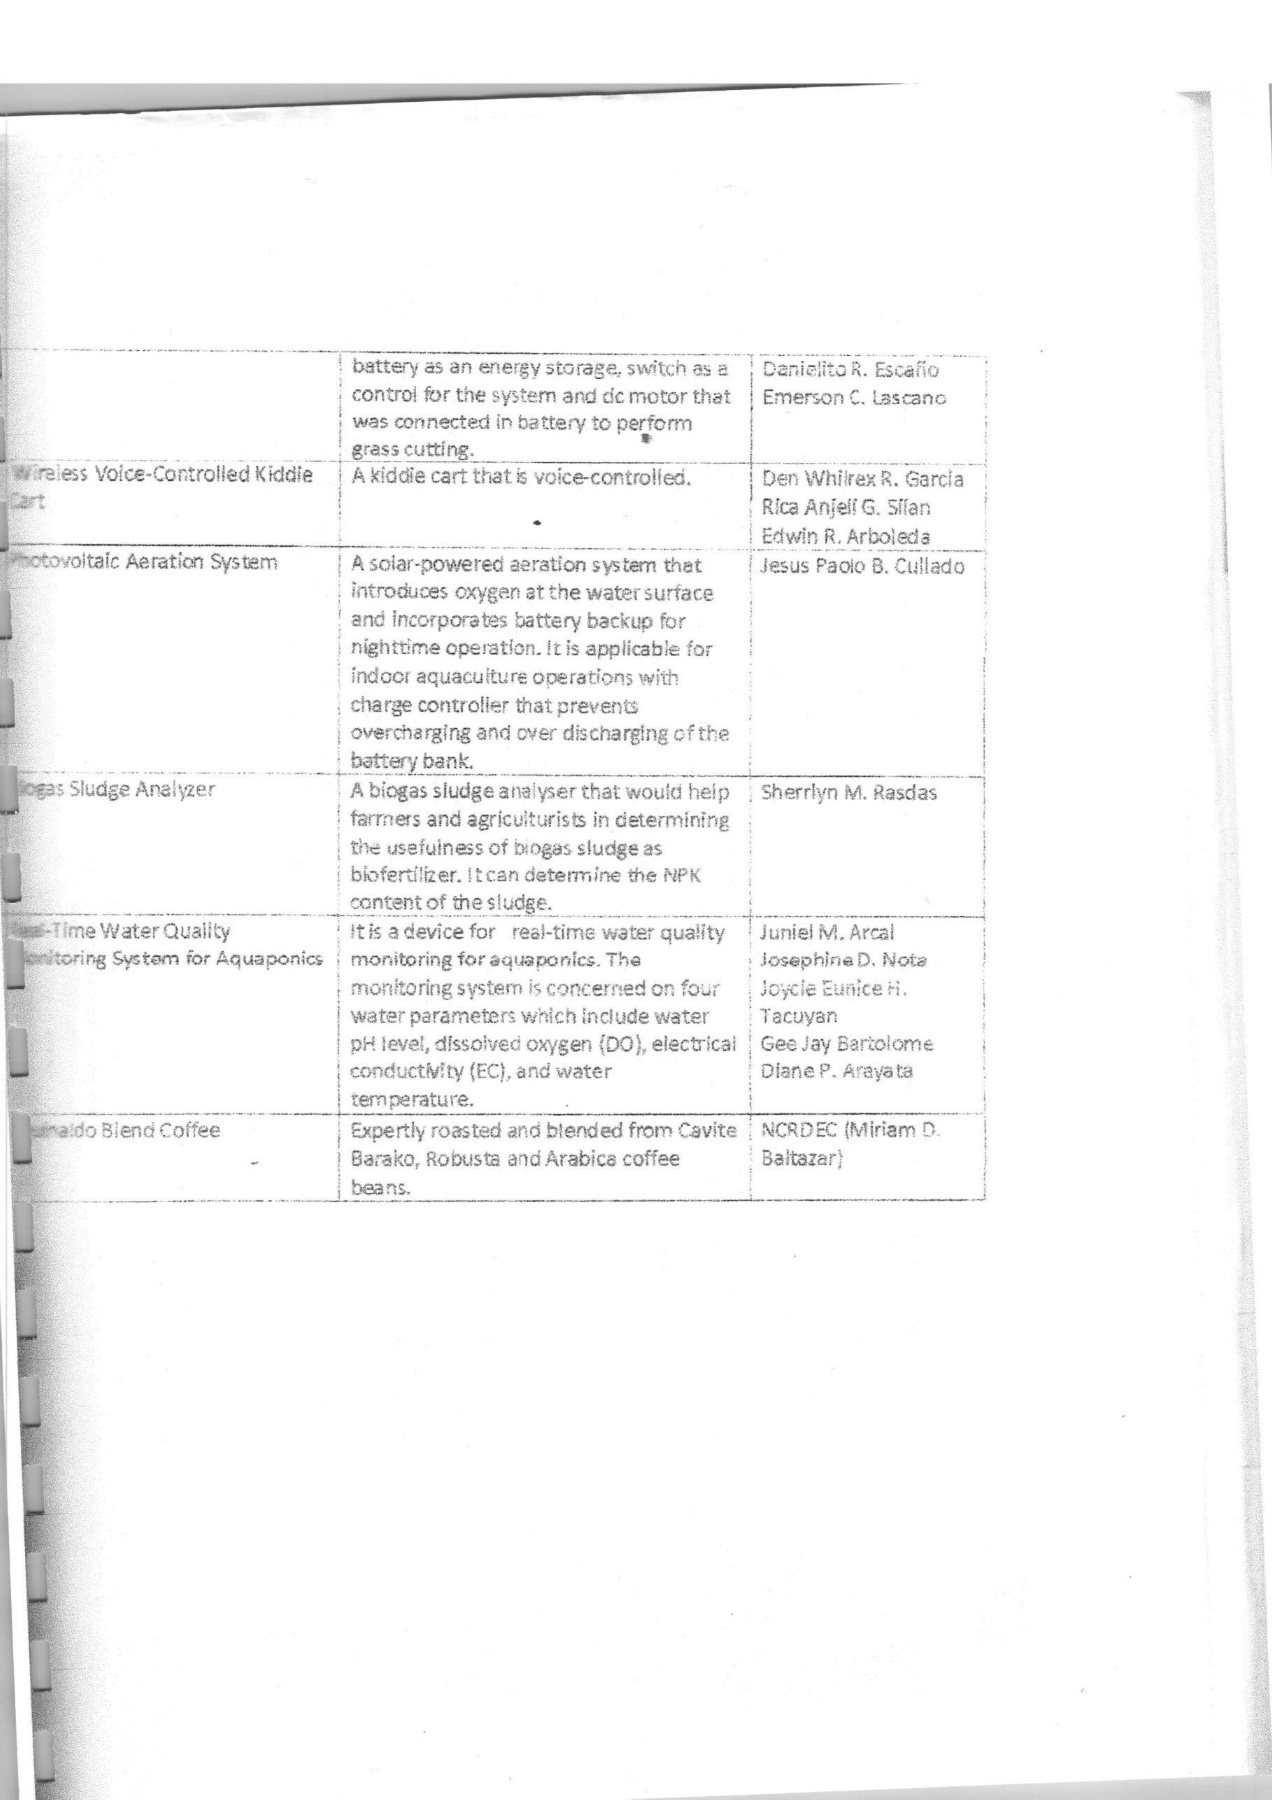 battery as an energy storage, switch as a
control for the system and dc motor that
was connected in battery to perform
grass cutting.
Danielito R. Escaño
Emerson C. Lascano
Wireless Voice-Controlled Kiddie
Cart
A kiddie cart that is voice-controlled.
Den Whilrex R. Garcia
Rica Anjell G. Silan
Edwin R. Arboleda
Photovoltaic Aeration System
A solar-powered aeration system that
introduces oxygen at the water surface
and incorporates battery backup for
nighttime operation. It is applicable for
indoor aquaculture operations with
charge controller that prevents
overcharging and over discharging of the
battery bank.
Jesus Paolo B. Cullado
Biogas Sludge Analyzer
A biogas sludge analyser that would help
farmers and agriculturists in determining
the usefulness of biogas sludge as
biofertilizer. It can determine the NPK
content of the sludge.
Sherrlyn M. Rasdas
Real-Time Water Quality
Monitoring System for Aquaponics
It is a device for real-time water quality
monitoring for aquaponics. The
monitoring system is concerned on four
water parameters which include water
pH level, dissolved oxygen (DO), electrical
conductivity (EC), and water
temperature.
Juniel M. Arcal
Josephine D. Nota
Joycie Eunice H.
Tacuyan
Gee Jay Bartolome
Diane P. Arayata
Blend Coffee
Expertly roasted and blended from Cavite
Barako, Robusta and Arabica coffee
beans.
NCRDEC (Miriam D.
Baltazar)